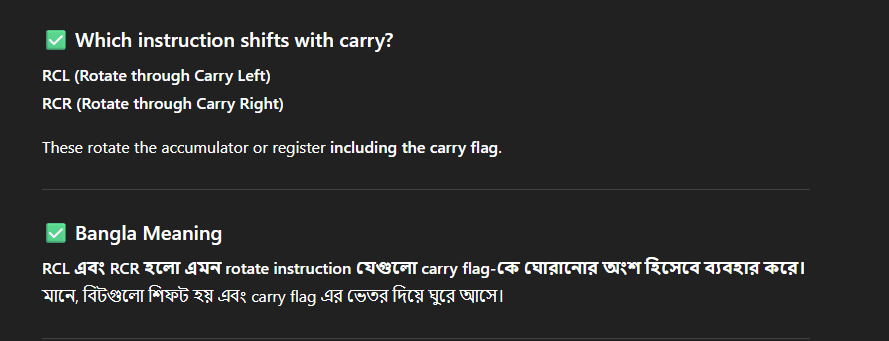 ✅ Which instruction shifts with carry?
RCL (Rotate through Carry Left)
RCR (Rotate through Carry Right)
These rotate the accumulator or register including the carry flag.
✅ Bangla Meaning
RCL এবং RCR হলো এমন rotate instruction যেগুলো carry flag-কে ঘোরানোর অংশ হিসেবে ব্যবহার করে।
মানে, বিটগুলো শিফট হয় এবং carry flag এর ভেতর দিয়ে ঘুরে আসে।